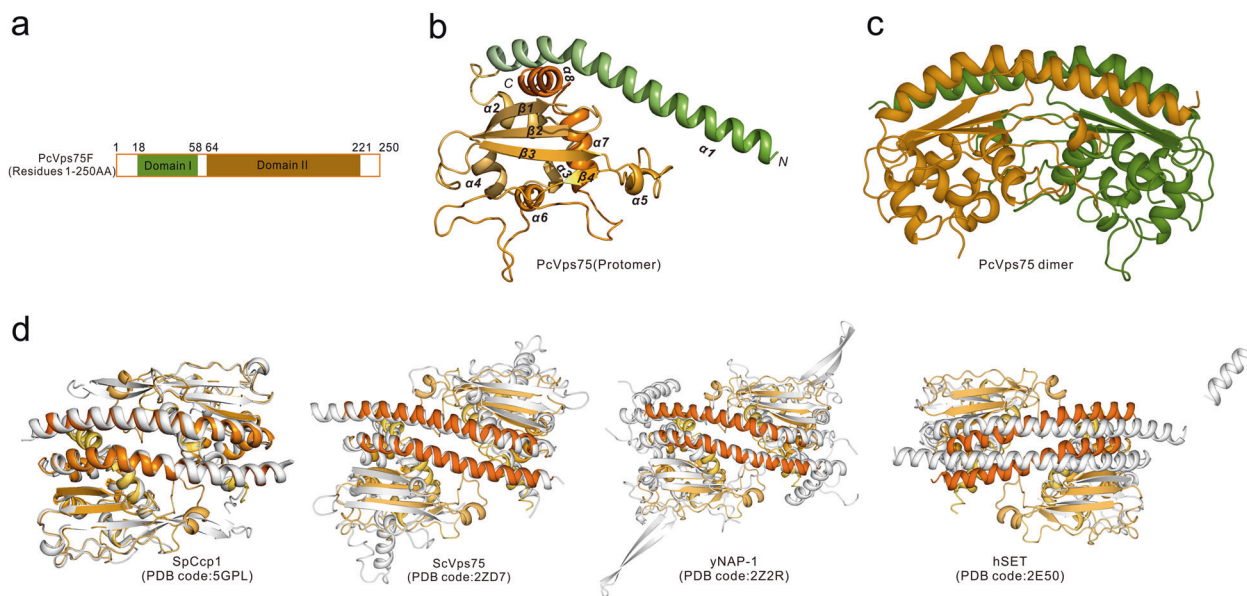 a
1 18 58 64 221 250
PcVps75F
(Residues 1-250AA)
Domain I
Domain II
b
C
α8
α2
β1
β2
α7
β3
α1
N
α3
β4
α4
α5
α6
PcVps75(Protomer)
c
PcVps75 dimer
d
SpCcp1
(PDB code:5GPL)
ScVps75
(PDB code:2ZD7)
yNAP-1
(PDB code:2Z2R)
hSET
(PDB code:2E50)